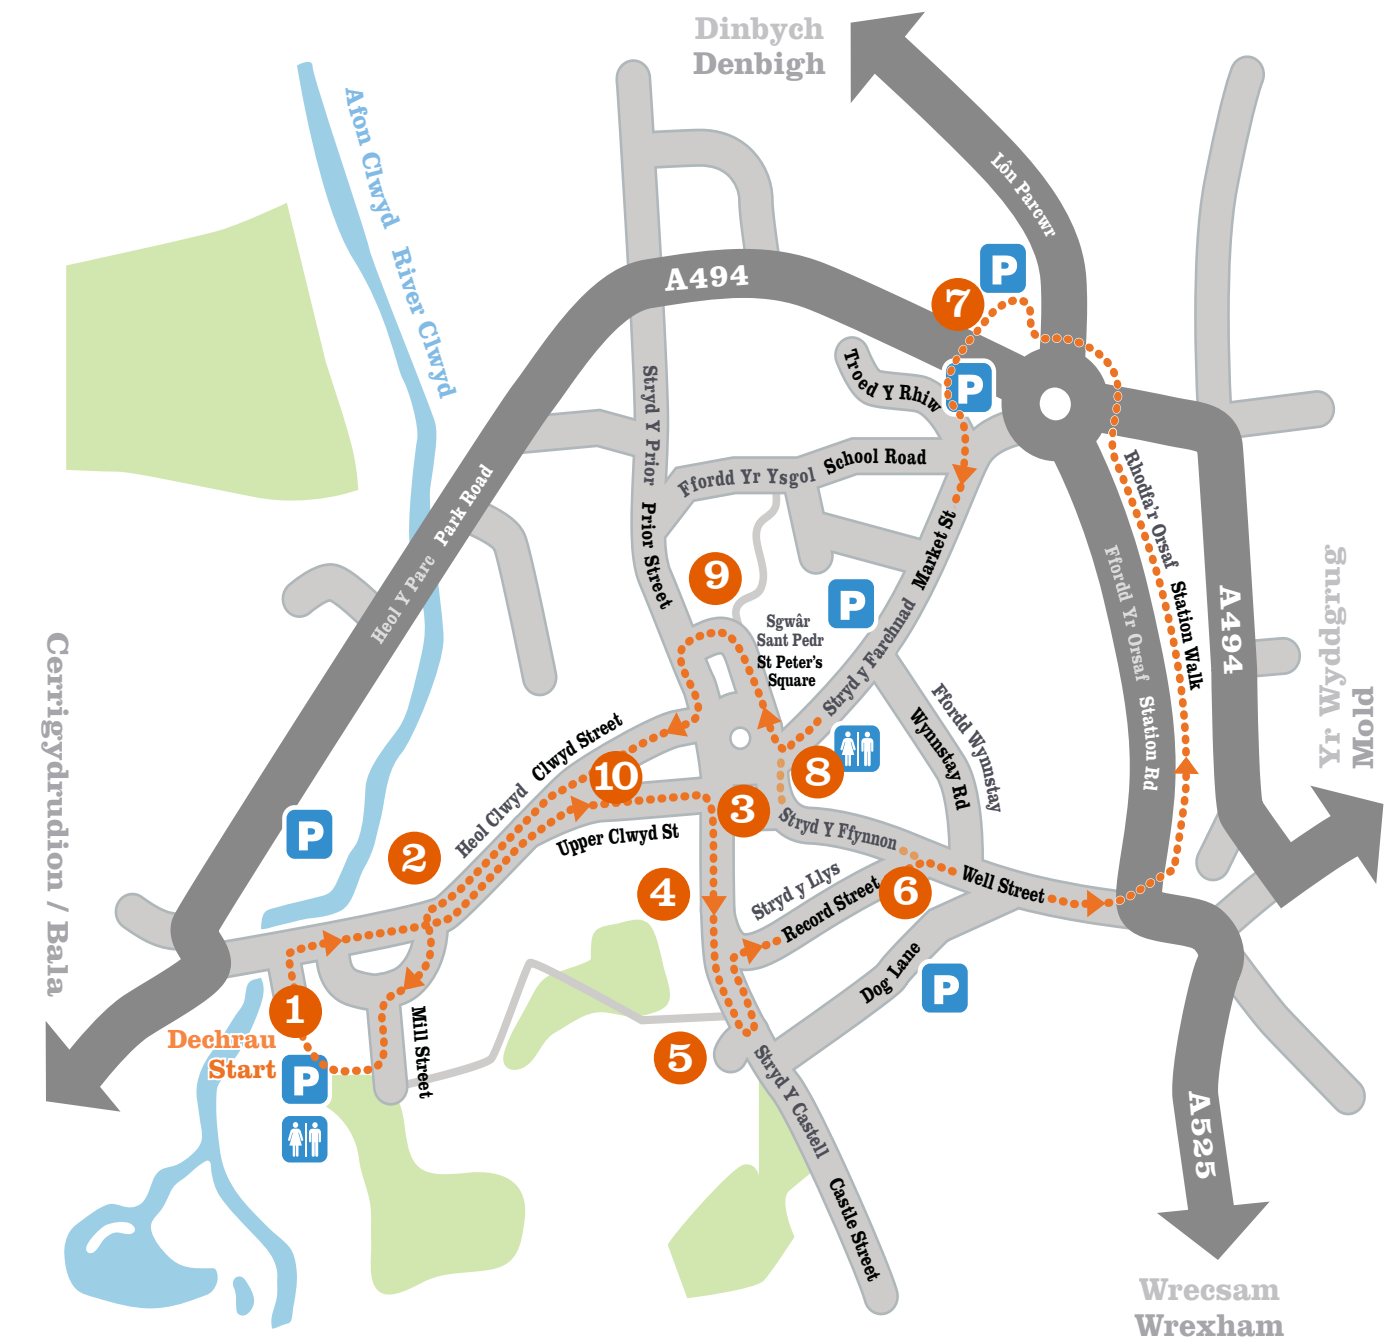 Dinbych
Denbigh
Lôn Parcwr
Afon Clwyd River Clwyd
A494
7
P
P
Troed Y Rhiw
School Road
Ffordd Yr Ysgol
Stryd Y Prior
Prior Street
Heol Y Parc Park Road
Market St
Stryd y Farchnad
P
9
Sgwâr
Sant Pedr
St Peter's
Square
Rhodfa'r Orsaf Station Walk
Ffordd Yr Orsaf Station Rd
A494
Yr Wyddgrug
Mold
Cerrigydrudion / Bala
Ffordd Wynnstay
Wynnstay Rd
Heol Clwyd Clwyd Street
10
8
3
Stryd Y Ffynnon
Well Street
Upper Clwyd St
P
2
4
Stryd y Llys
Record Street
6
Dog Lane
P
1
Dechrau
Start
P
Mill Street
5
Stryd Y Castell
Castle Street
A525
Wrecsam
Wrexham